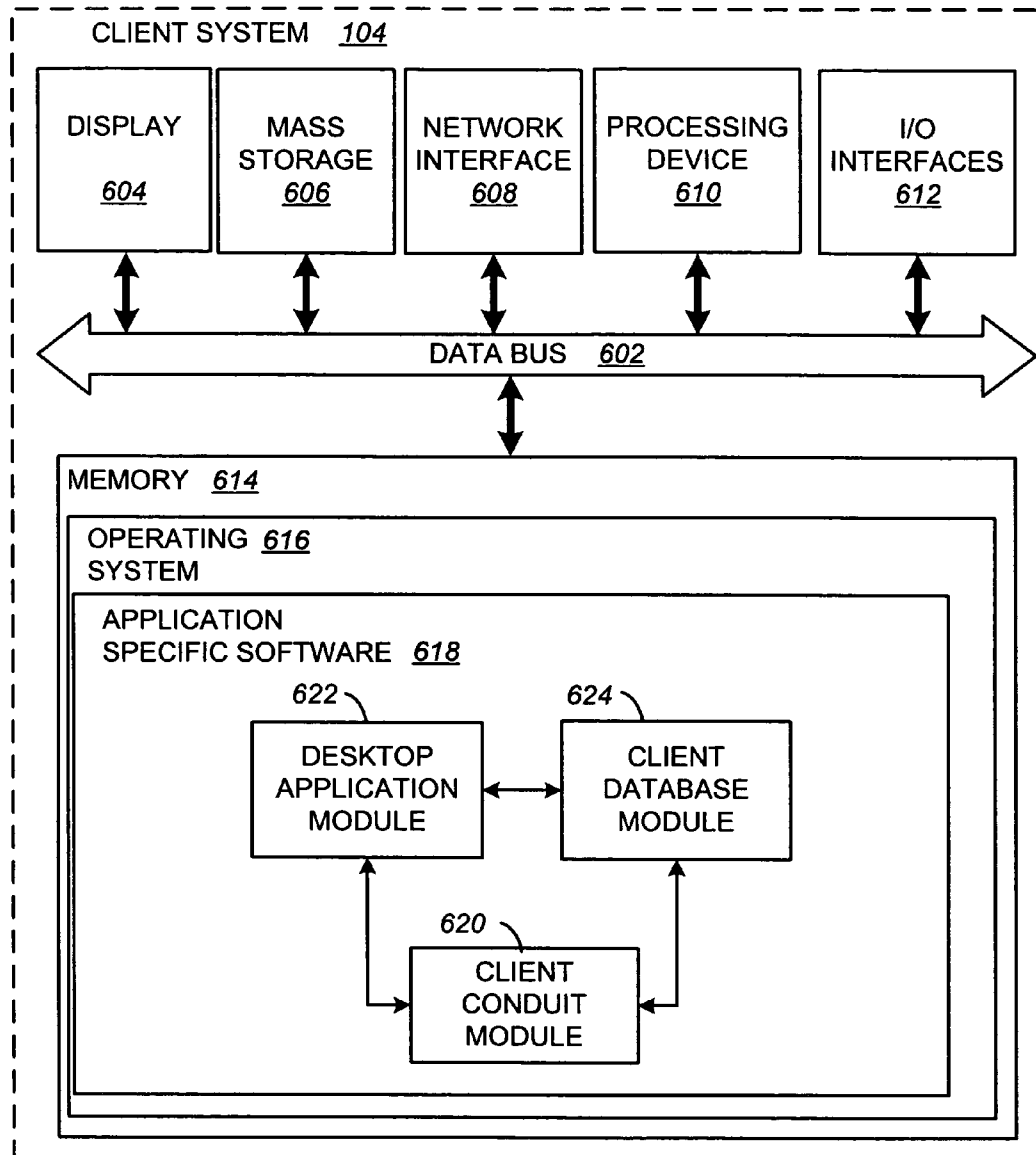 CLIENT SYSTEM 104
DISPLAY
604
MASS
STORAGE
606
NETWORK
INTERFACE
608
PROCESSING
DEVICE
610
I/O
INTERFACES
612
DATA BUS 602
MEMORY 614
OPERATING 616
SYSTEM
APPLICATION
SPECIFIC SOFTWARE 618
622
DESKTOP
APPLICATION
MODULE
624
CLIENT
DATABASE
MODULE
620
CLIENT
CONDUIT
MODULE